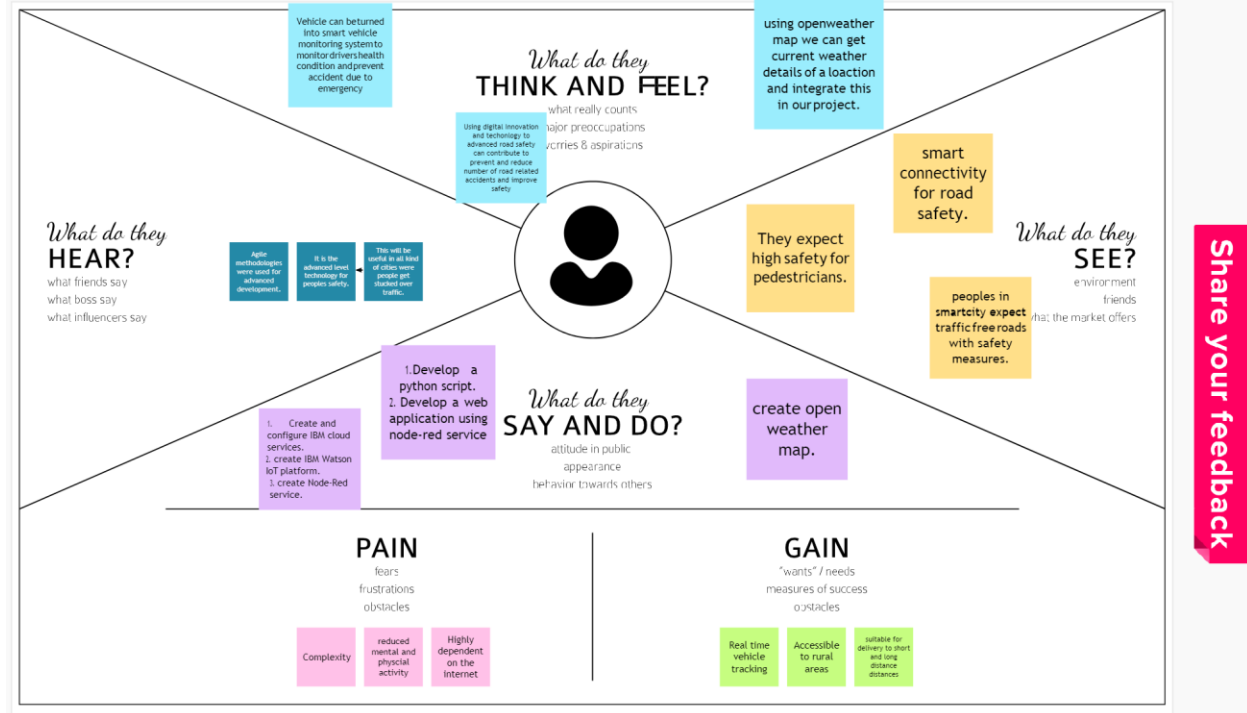 Vehicle can beturned
into smart vehicle
monitoring system to
monitor drivers health
condition and prevent
accident due to
emergency
What do they
THINK AND FEEL?
what really counts
major preoccupations
worries & aspirations
using openweather
map we can get
current weather
details of a loaction
and integrate this
in our project.
Using digital innovation
and techonlogy to
advanced road safety
can contribute to
prevent and reduce
number of road related
accidents and improve
safety
smart
connectivity
for road
safety.
What do they
HEAR?
what friends say
what boss say
what influencers say
Agile
methodologies
were used for
advanced
development.
It is the
advanced level
technology for
peoples safety.
This will be
useful in all kind
of cities were
people get
stucked over
traffic.
They expect
high safety for
pedestricians.
What do they
SEE?
environment
friends
what the market offers
peoples in
smartcity expect
traffic free roads
with safety
measures.
1. Develop a
python script.
2. Develop a web
application using
node-red service
1. Create and
configure IBM cloud
services.
2. create IBM Watson
IoT platform.
3. create Node-Red
service.
What do they
SAY AND DO?
attitude in public
appearance
behavior towards others
create open
weather
map.
PAIN
fears
frustrations
obstacles
Complexity
reduced
mental and
physcial
activity
Highly
dependent
on the
internet
GAIN
"wants" / needs
measures of success
obstacles
Real time
vehicle
tracking
Accessible
to rural
areas
suitable for
delivery to short
and long
distance
distances
Share your feedback